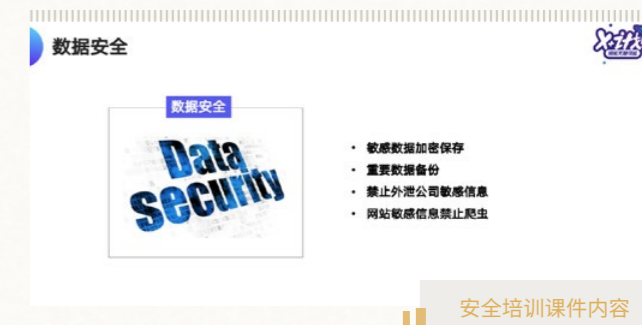 数据安全
数据安全
Data
security
• 敏感数据加密保存
• 重要数据备份
• 禁止外泄公司敏感信息
• 网站敏感信息禁止爬虫
安全培训课件内容